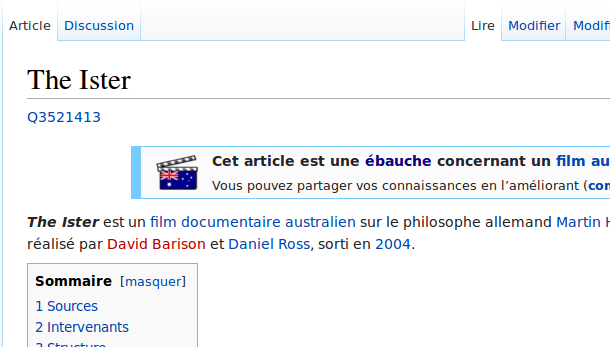 Article Discussion Lire Modifier Modif
The Ister
Q3521413
Cet article est une ébauche concernant un film au
Vous pouvez partager vos connaissances en l’améliorant (
The Ister est un film documentaire australien sur le philosophe allemand Martin
réalisé par David Barison et Daniel Ross, sorti en 2004.
Sommaire [masquer]
1 Sources
2 Intervenants
3 Structure